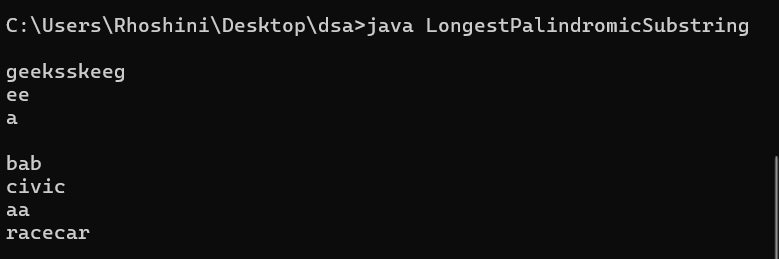 C:\Users\Rhoshini\Desktop\dsa>java LongestPalindromicSubstring
geeksskeeg
ee
a
bab
civic
aa
racecar